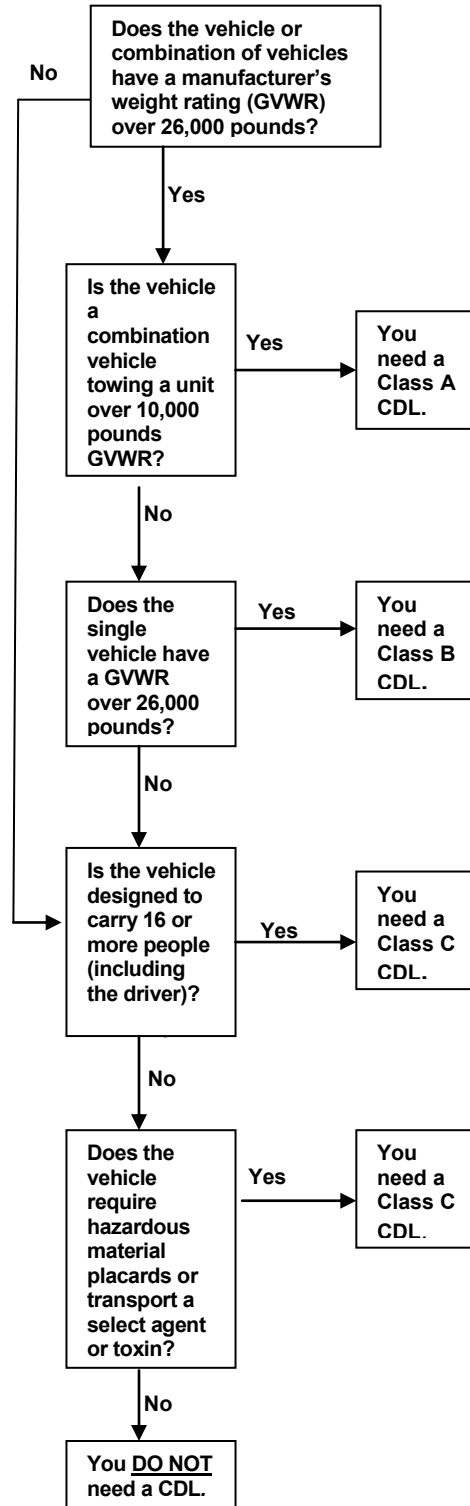 Does the vehicle or
combination of vehicles
have a manufacturer's
weight rating (GVWR)
over 26,000 pounds?
No
Yes
Is the vehicle
a
combination
vehicle
towing a unit
over 10,000
pounds
GVWR?
Yes
You
need a
Class A
CDL.
No
Does the
single
vehicle have
a GVWR
over 26,000
pounds?
Yes
You
need a
Class B
CDL.
No
Is the vehicle
designed to
carry 16 or
more people
(including
the driver)?
Yes
You
need a
Class C
CDL.
No
Does the
vehicle
require
hazardous
material
placards or
transport a
select agent
or toxin?
Yes
You
need a
Class C
CDL.
No
You DO NOT
need a CDL.